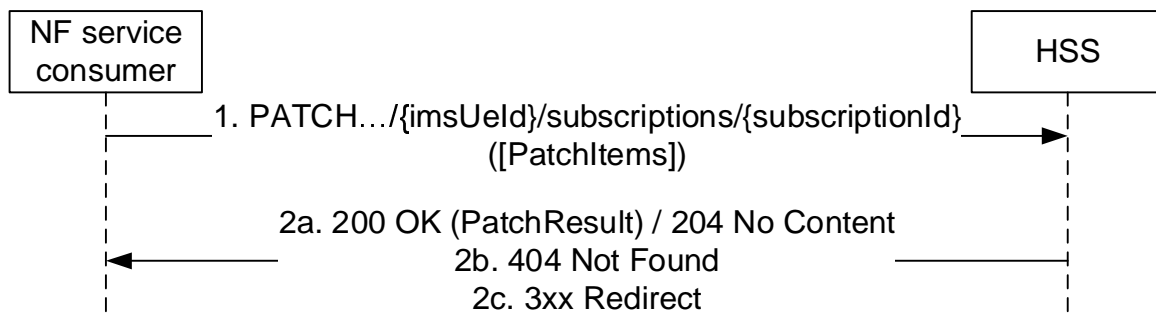 NF service
consumer
HSS
1. PATCH…/{imsUeId}/subscriptions/{subscriptionId}
([PatchItems])
2a. 200 OK (PatchResult) / 204 No Content
2b. 404 Not Found
2c. 3xx Redirect